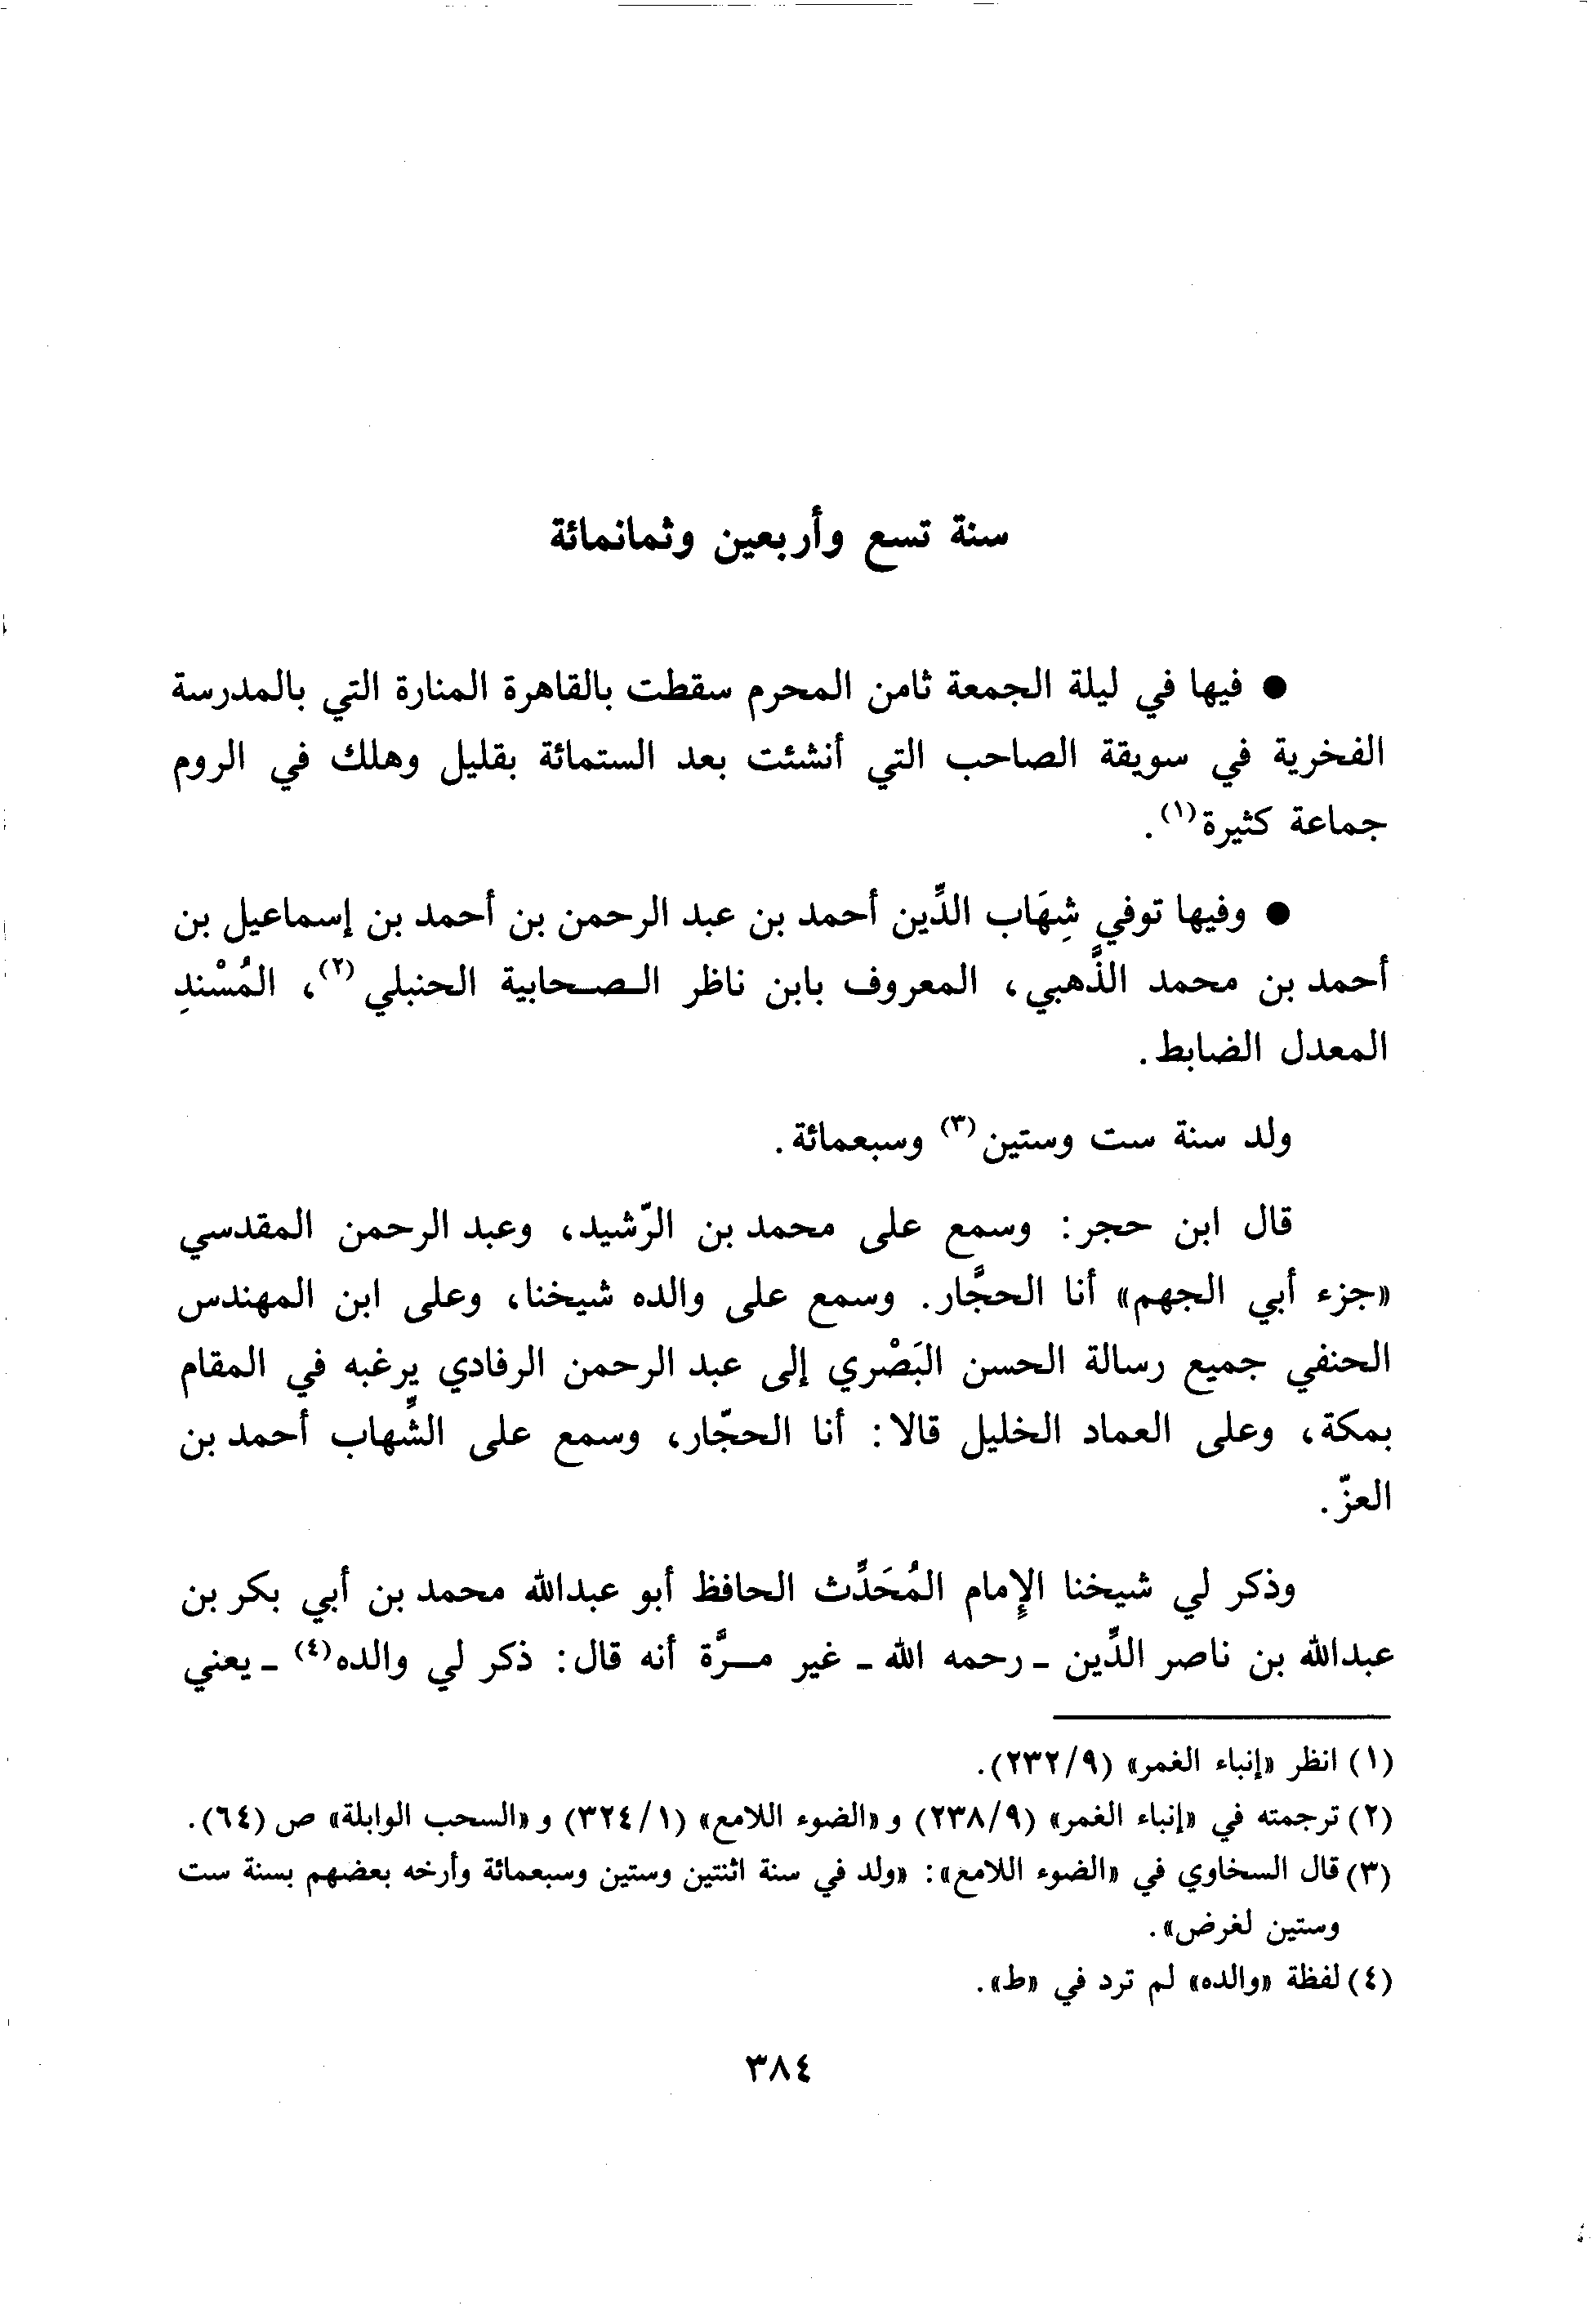 سنة تسع وأربعين وثمانمائة
● فيها في ليلة الجمعة ثامن المحرم سقطت بالقاهرة المنارة التي بالمدرسة
الفخرية في سويقة الصاحب التي أنشئت بعد الستمائة بقليل وهلك في الروم
جماعة كثيرة(١).
● وفيها توفي شِهَاب الدِّين أحمد بن عبد الرحمن بن أحمد بن إسماعيل بن
أحمد بن محمد الذَّهبي، المعروف بابن ناظر الـصـحابية الحنبلي(٢)، المُسْنِد
المعدل الضابط.
ولد سنة ست وستين(٣) وسبعمائة.
قال ابن حجر: وسمع على محمد بن الرّشيد، وعبد الرحمن المقدسي
«جزء أبي الجهم» أنا الحجَّار. وسمع على والده شيخنا، وعلى ابن المهندس
الحنفي جميع رسالة الحسن البَصْري إلى عبد الرحمن الرفادي يرغبه في المقام
بمكة، وعلى العماد الخليل قالا: أنا الحجّار، وسمع على الشِّهاب أحمد بن
العزّ.
وذكر لي شيخنا الإِمام المُحَدِّث الحافظ أبو عبدالله محمد بن أبي بكر بن
عبدالله بن ناصر الدِّين - رحمه الله - غير مـرَّة أنه قال: ذكر لي والده(٤) - يعني
(١) انظر «إنباء الغمر» (٩/٢٣٢).
(٢) ترجمته في «إنباء الغمر» (٩/٢٣٨) و«الضوء اللامع» (١/٣٢٤) و«السحب الوابلة» ص (٦٤).
(٣) قال السخاوي في «الضوء اللامع»: «ولد في سنة اثنتين وستين وسبعمائة وأرخه بعضهم بسنة ست
وستين لغرض».
(٤) لفظة «والده» لم ترد في «ط».
٣٨٤